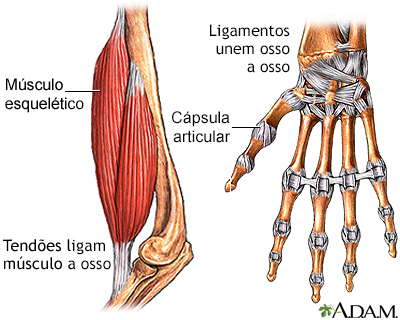 Músculo
esquelético
Tendões ligam
músculo a osso
Ligamentos
unem osso
a osso
Cápsula
articular
A.D.A.M.